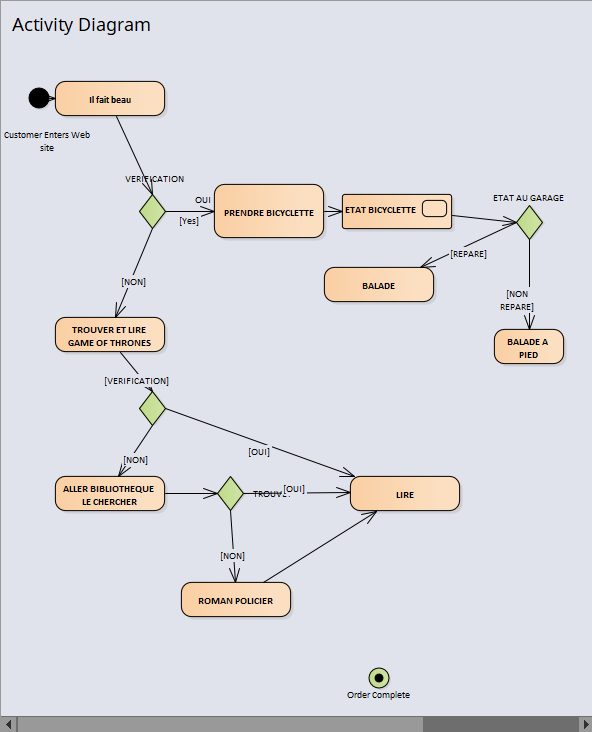 Activity Diagram
Il fait beau
Customer Enters Web
site
VERIFICATION
OUI
[Yes]
PRENDRE BICYCLETTE
ETAT BICYCLETTE
ETAT AU GARAGE
[REPARE]
BALADE
[NON]
[NON
REPARE]
TROUVER ET LIRE
GAME OF THRONES
BALADE A
PIED
[VERIFICATION]
[OUI]
[NON]
ALLER BIBLIOTHEQUE
LE CHERCHER
[OUI]
LIRE
[NON]
ROMAN POLICIER
Order Complete